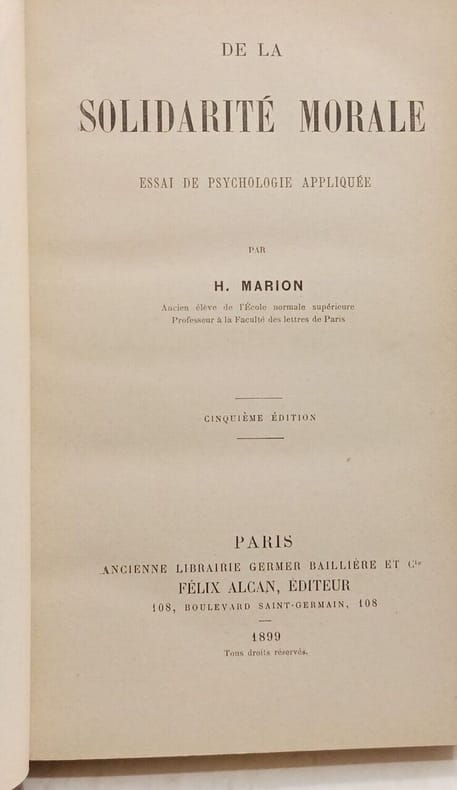 DE LA
SOLIDARITÉ MORALE
ESSAI DE PSYCHOLOGIE APPLIQUÉE
PAR
H. MARION
Ancien élève de l'École normale supérieure
Professeur à la Faculté des lettres de Paris
CINQUIÈME ÉDITION
PARIS
ANCIENNE LIBRAIRIE GERMER BAILLIÈRE ET Cie
FÉLIX ALCAN, ÉDITEUR
108, BOULEVARD SAINT-GERMAIN, 108
1899
Tous droits réservés.